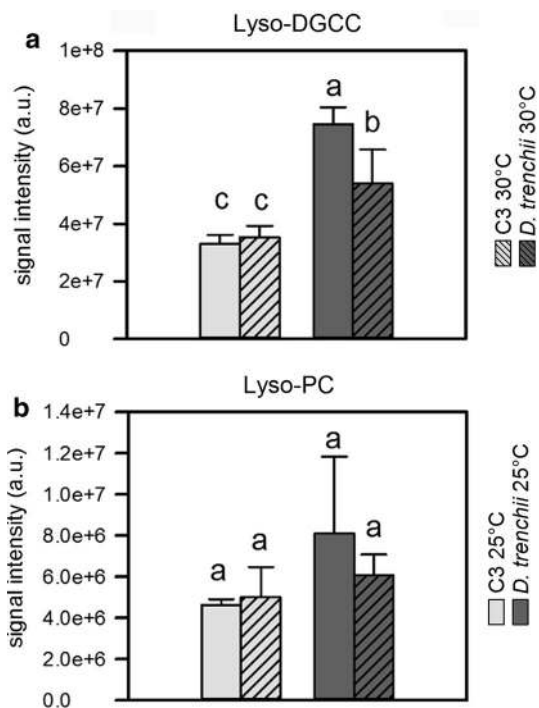 a
Lyso-DGCC
signal intensity (a.u.)
1e+8
8e+7
6e+7
4e+7
2e+7
0
c
c
a
b
C3 30°C
D. trenchii 30°C
b
Lyso-PC
signal intensity (a.u.)
1.4e+7
1.2e+7
1.0e+7
8.0e+6
6.0e+6
4.0e+6
2.0e+6
0.0
a
a
a
a
C3 25°C
D. trenchii 25°C